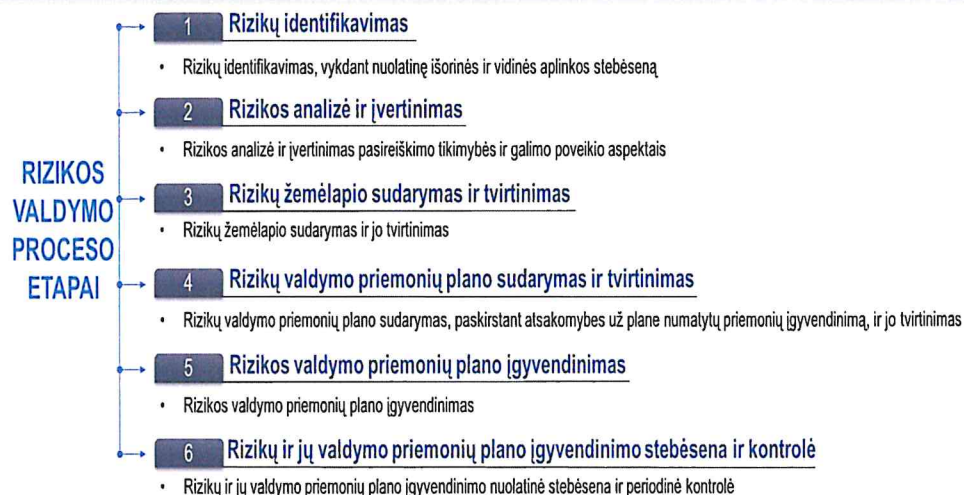 RIZIKOS
VALDYMO
PROCESO
ETAPAI
1 Rizikų identifikavimas
• Rizikų identifikavimas, vykdant nuolatinę išorinės ir vidinės aplinkos stebėseną
2 Rizikos analizė ir įvertinimas
• Rizikos analizė ir įvertinimas pasireiškimo tikimybės ir galimo poveikio aspektais
3 Rizikų žemėlapio sudarymas ir tvirtinimas
• Rizikų žemėlapio sudarymas ir jo tvirtinimas
4 Rizikų valdymo priemonių plano sudarymas ir tvirtinimas
• Rizikų valdymo priemonių plano sudarymas, paskirstant atsakomybes už plane numatytų priemonių įgyvendinimą, ir jo tvirtinimas
5 Rizikos valdymo priemonių plano įgyvendinimas
• Rizikos valdymo priemonių plano įgyvendinimas
6 Rizikų ir jų valdymo priemonių plano įgyvendinimo stebėsena ir kontrolė
• Rizikų ir jų valdymo priemonių plano įgyvendinimo nuolatinė stebėsena ir periodinė kontrolė